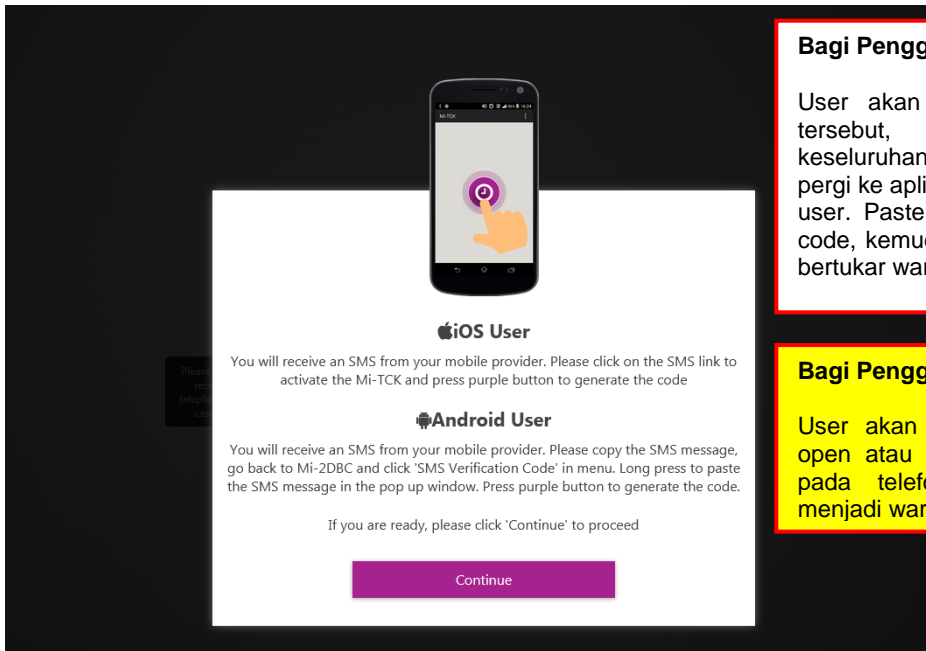 Mi-TCK
iOS User
You will receive an SMS from your mobile provider. Please click on the SMS link to
activate the Mi-TCK and press purple button to generate the code
Android User
You will receive an SMS from your mobile provider. Please copy the SMS message,
go back to Mi-2DBC and click 'SMS Verification Code' in menu. Long press to paste
the SMS message in the pop up window. Press purple button to generate the code.
If you are ready, please click 'Continue' to proceed
Continue
Please
Bagi Pengg
User akan
tersebut,
keseluruhan
pergi ke apli
user. Paste
code, kemud
bertukar war
Bagi Pengg
User akan
open atau
pada telefo
menjadi war